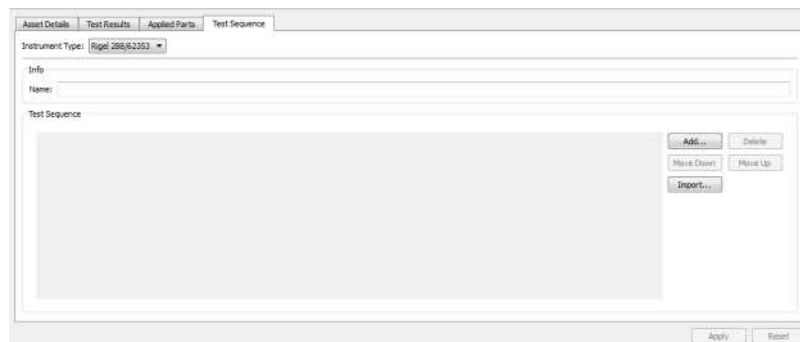 Asset Details Test Results Applied Parts Test Sequence
Instrument Type: Rigel 288/62353
Info
Name:
Test Sequence
Add... Delete
Move Down Move Up
Import...
Apply Reset